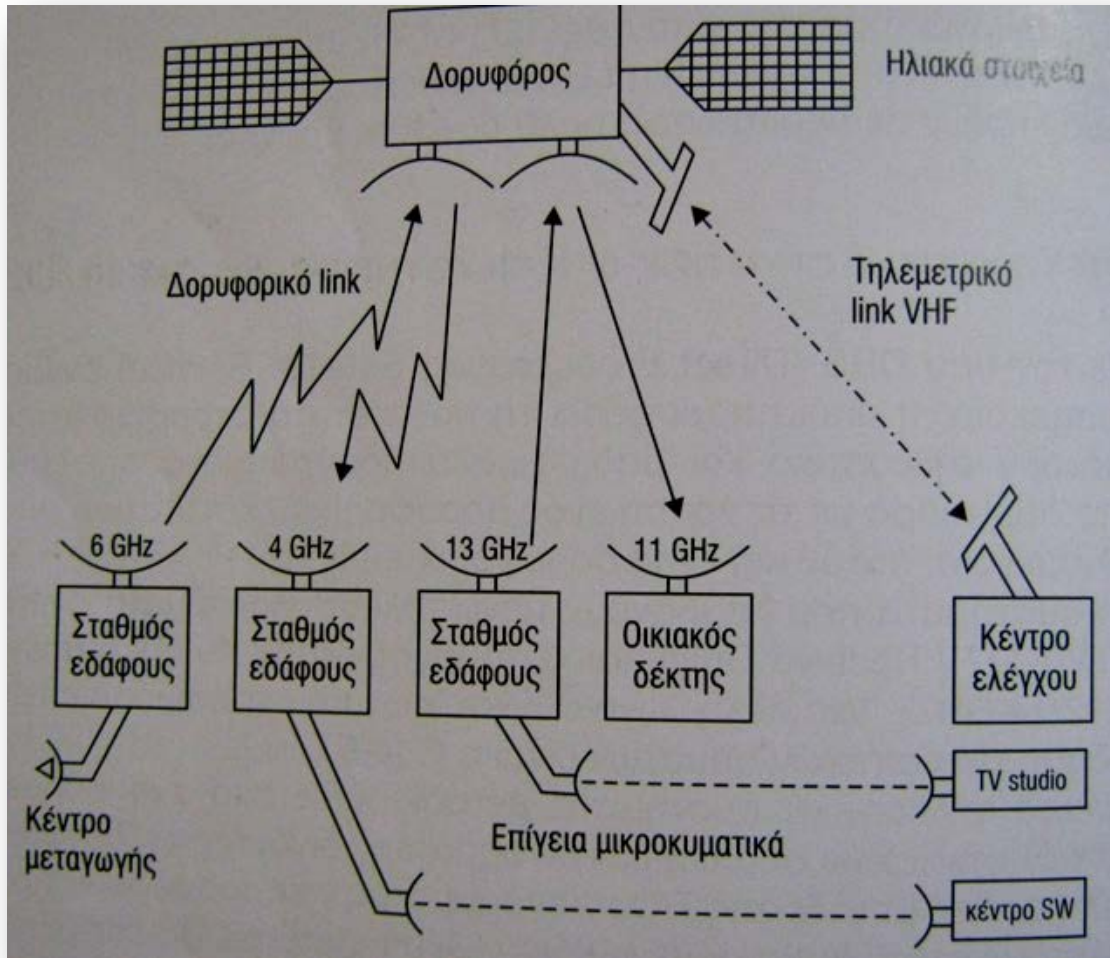 Δορυφόρος
Ηλιακά στοιχεία
Δορυφορικό link
Τηλεμετρικό
link VHF
6 GHz
4 GHz
13 GHz
11 GHz
Σταθμός
εδάφους
Σταθμός
εδάφους
Σταθμός
εδάφους
Οικιακός
δέκτης
Κέντρο
ελέγχου
TV studio
Κέντρο
μεταγωγής
Επίγεια μικροκυματικά
κέντρο SW